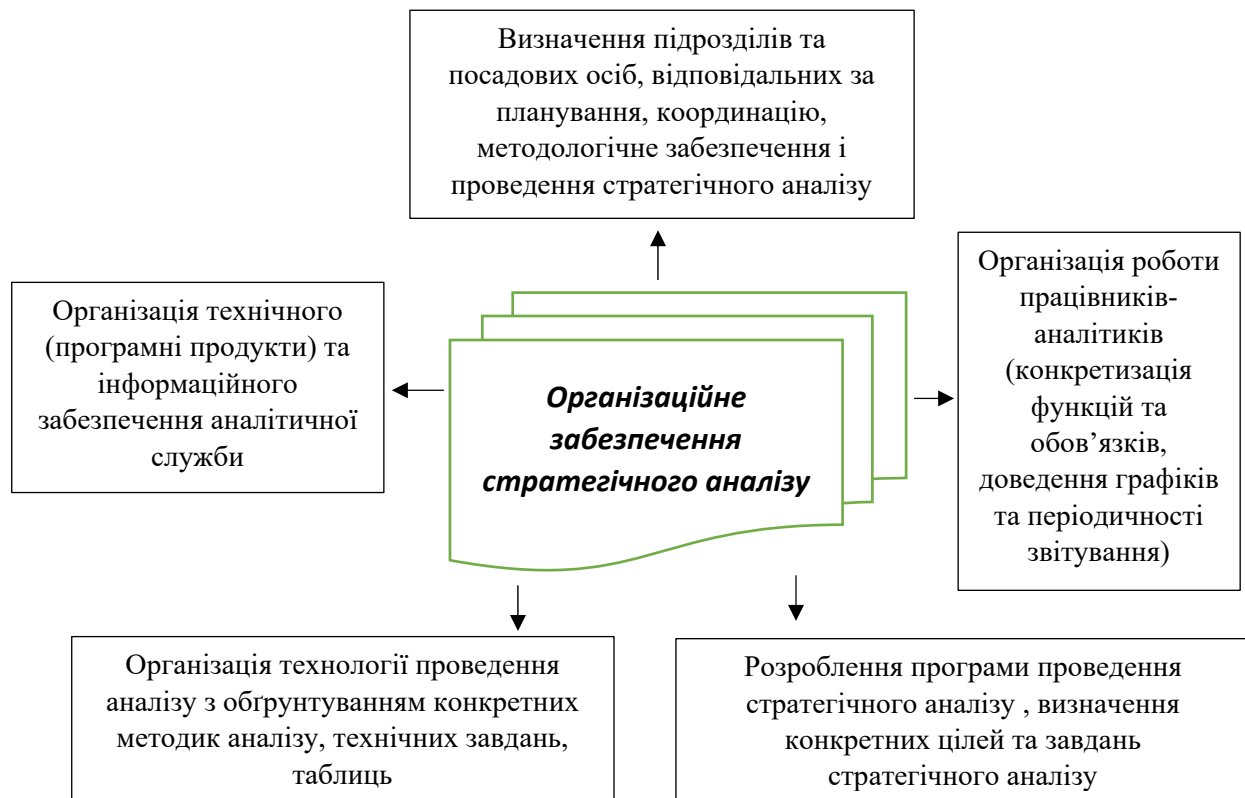 Визначення підрозділів та
посадових осіб, відповідальних за
планування, координацію,
методологічне забезпечення і
проведення стратегічного аналізу
Організація технічного
(програмні продукти) та
інформаційного
забезпечення аналітичної
служби
Організаційне
забезпечення
стратегічного аналізу
Організація роботи
працівників-
аналітиків
(конкретизація
функцій та
обов’язків,
доведення графіків
та періодичності
звітування)
Організація технології проведення
аналізу з обґрунтуванням конкретних
методик аналізу, технічних завдань,
таблиць
Розроблення програми проведення
стратегічного аналізу , визначення
конкретних цілей та завдань
стратегічного аналізу